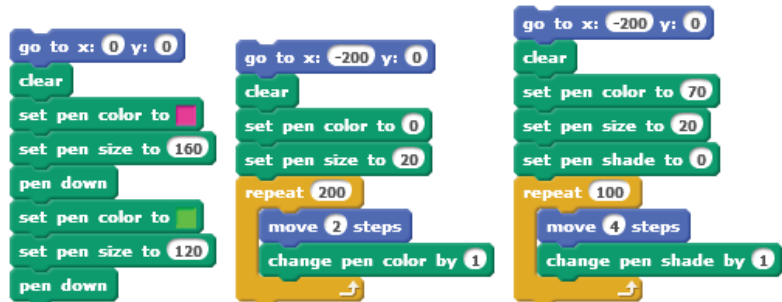 go to x: 0 y: 0
clear
set pen color to
set pen size to 160
pen down
set pen color to
set pen size to 120
pen down
go to x: -200 y: 0
clear
set pen color to 0
set pen size to 20
repeat 200
move 2 steps
change pen color by 1
go to x: -200 y: 0
clear
set pen color to 70
set pen size to 20
set pen shade to 0
repeat 100
move 4 steps
change pen shade by 1